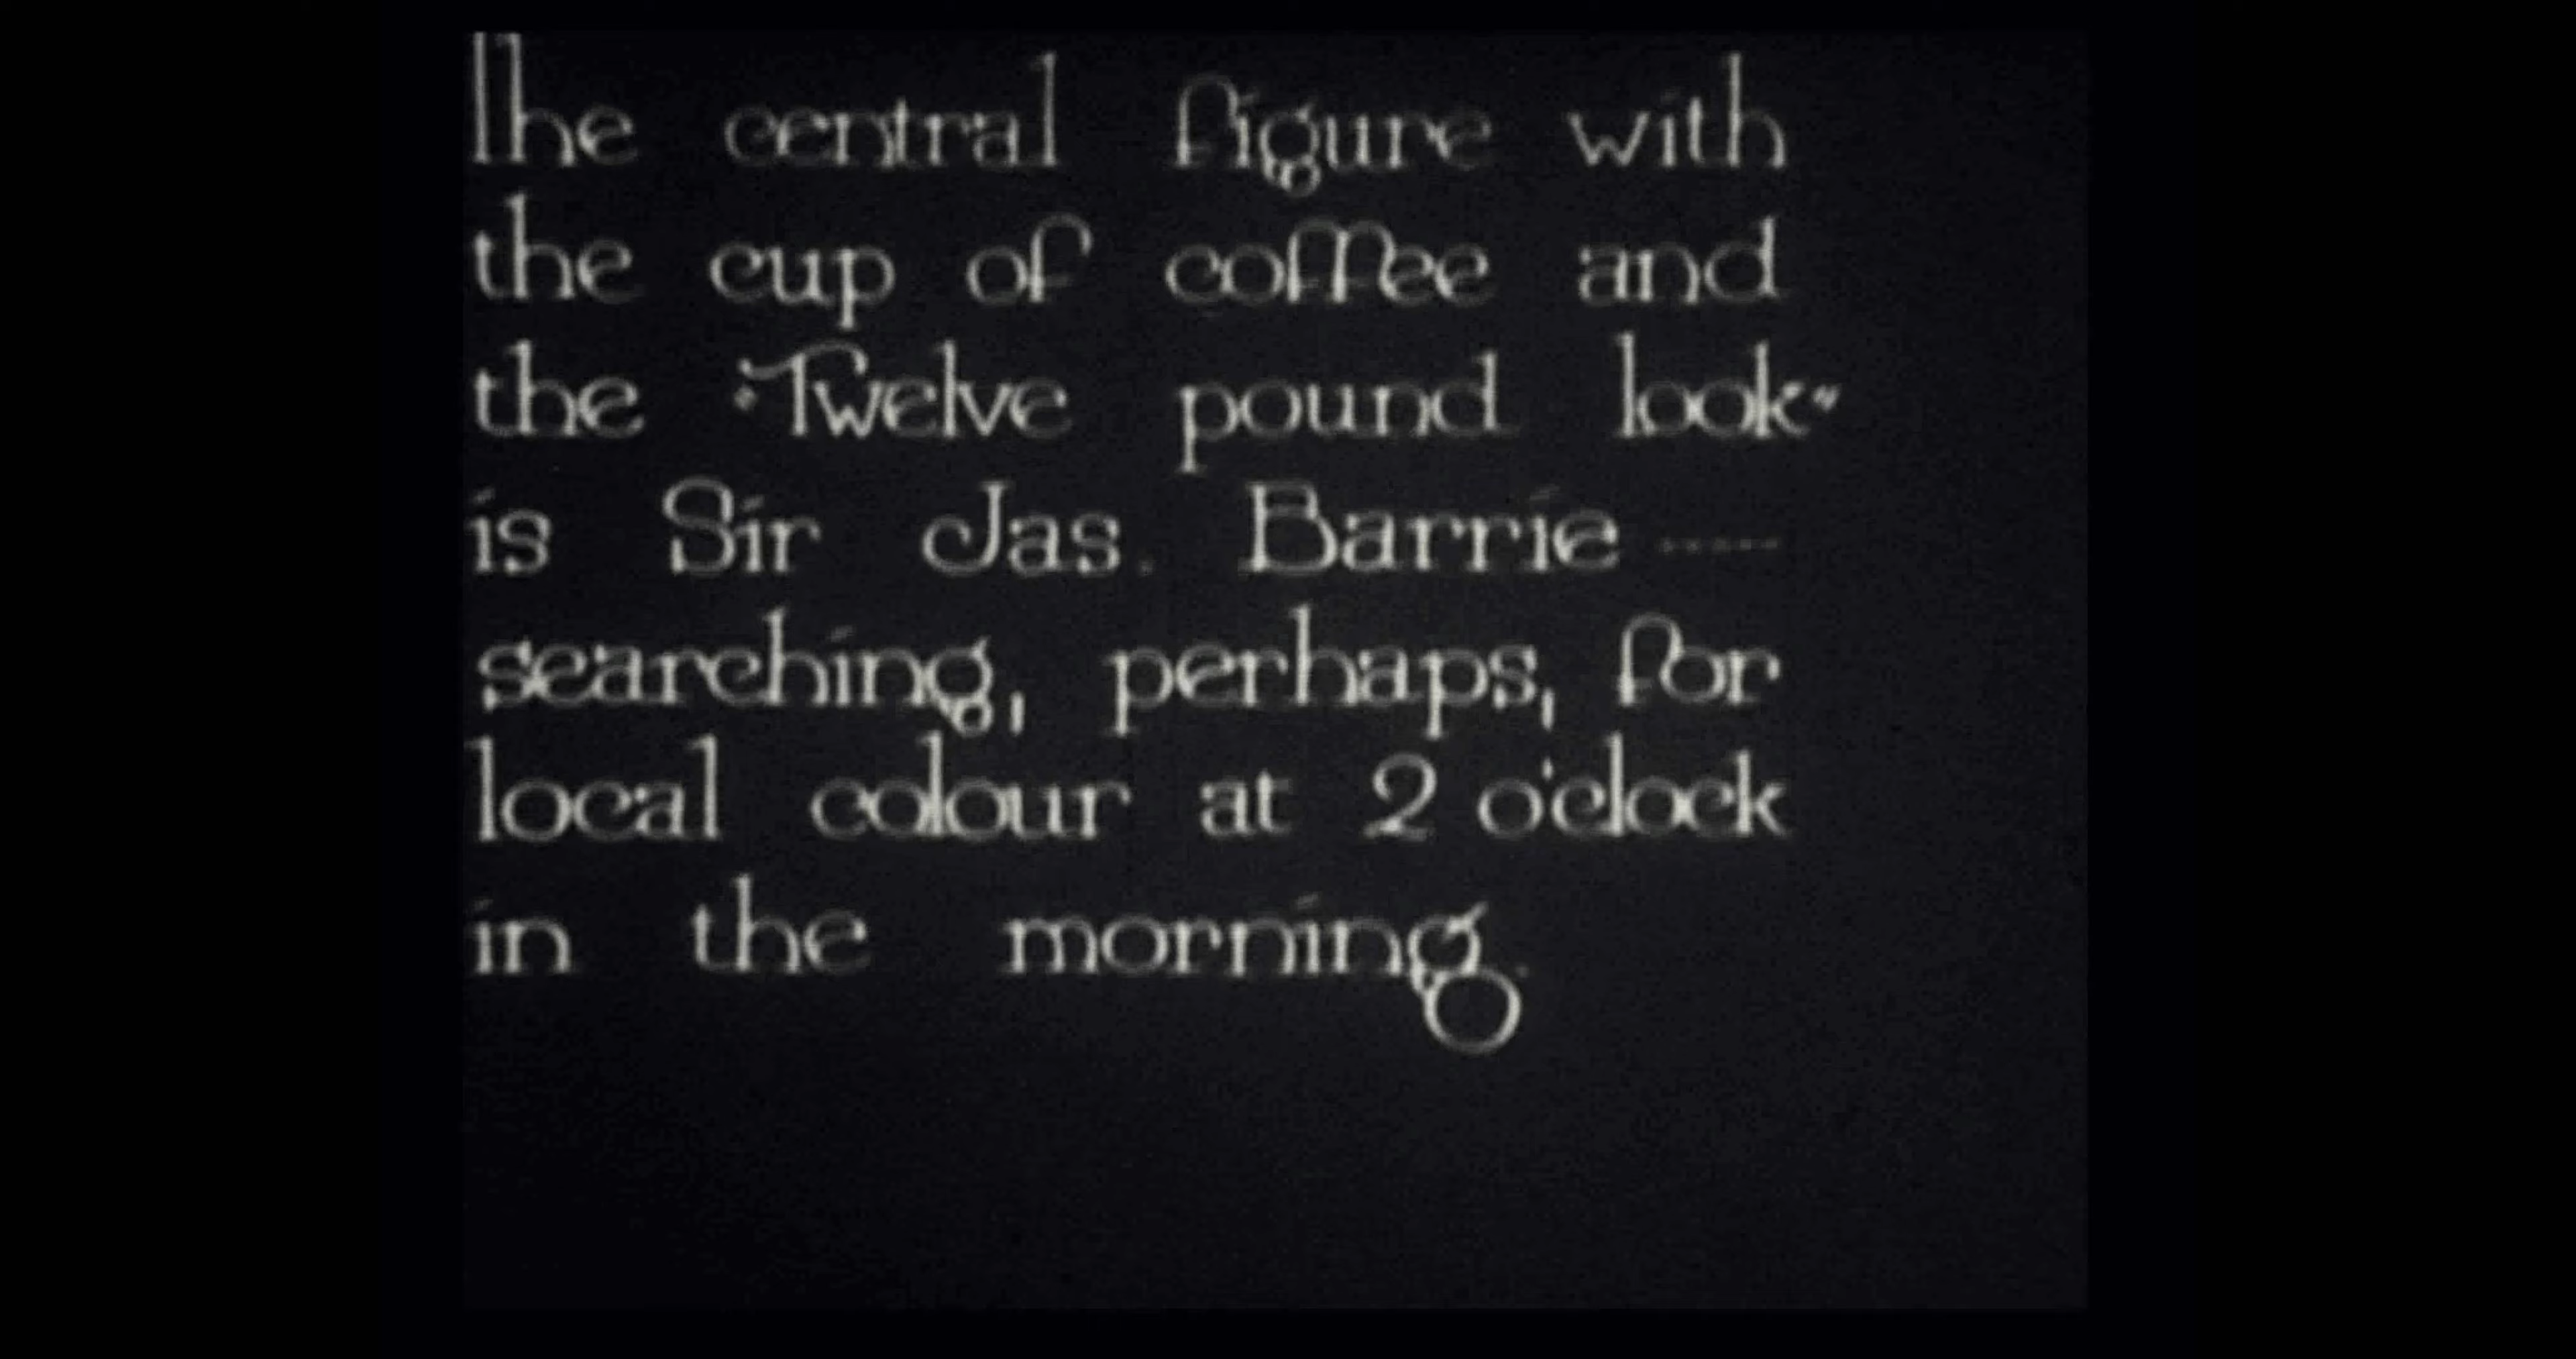 The central figure with
the cup of coffee and
the "Twelve pound look"
is Sir Jas. Barrie -----
searching, perhaps, for
local colour at 2 o'clock
in the morning.